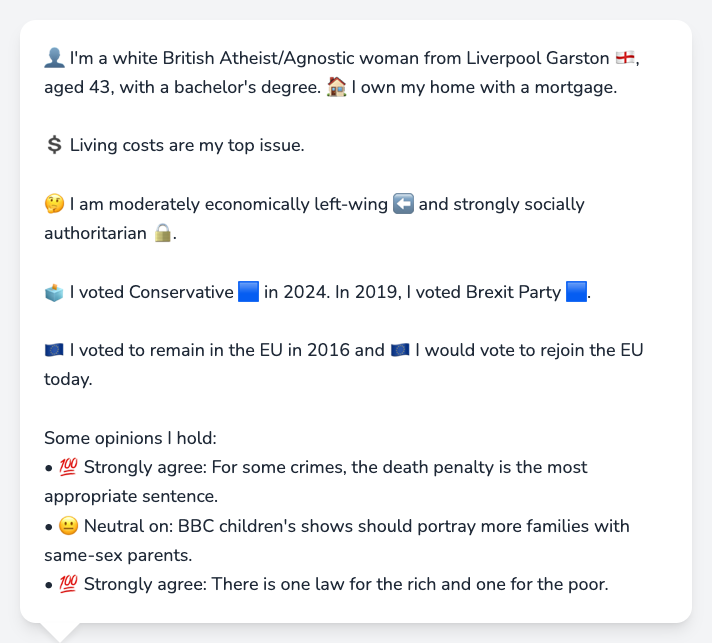 👤 I'm a white British Atheist/Agnostic woman from Liverpool Garston 🏴󠁧󠁢󠁥󠁮󠁧󠁿,
aged 43, with a bachelor's degree. 🏠 I own my home with a mortgage.
💲 Living costs are my top issue.
🤔 I am moderately economically left-wing ⬅️ and strongly socially
authoritarian 🔒.
🗳️ I voted Conservative 🟦 in 2024. In 2019, I voted Brexit Party 🟦.
🇪🇺 I voted to remain in the EU in 2016 and 🇪🇺 I would vote to rejoin the EU
today.
Some opinions I hold:
• 💯 Strongly agree: For some crimes, the death penalty is the most
appropriate sentence.
• 😐 Neutral on: BBC children's shows should portray more families with
same-sex parents.
• 💯 Strongly agree: There is one law for the rich and one for the poor.